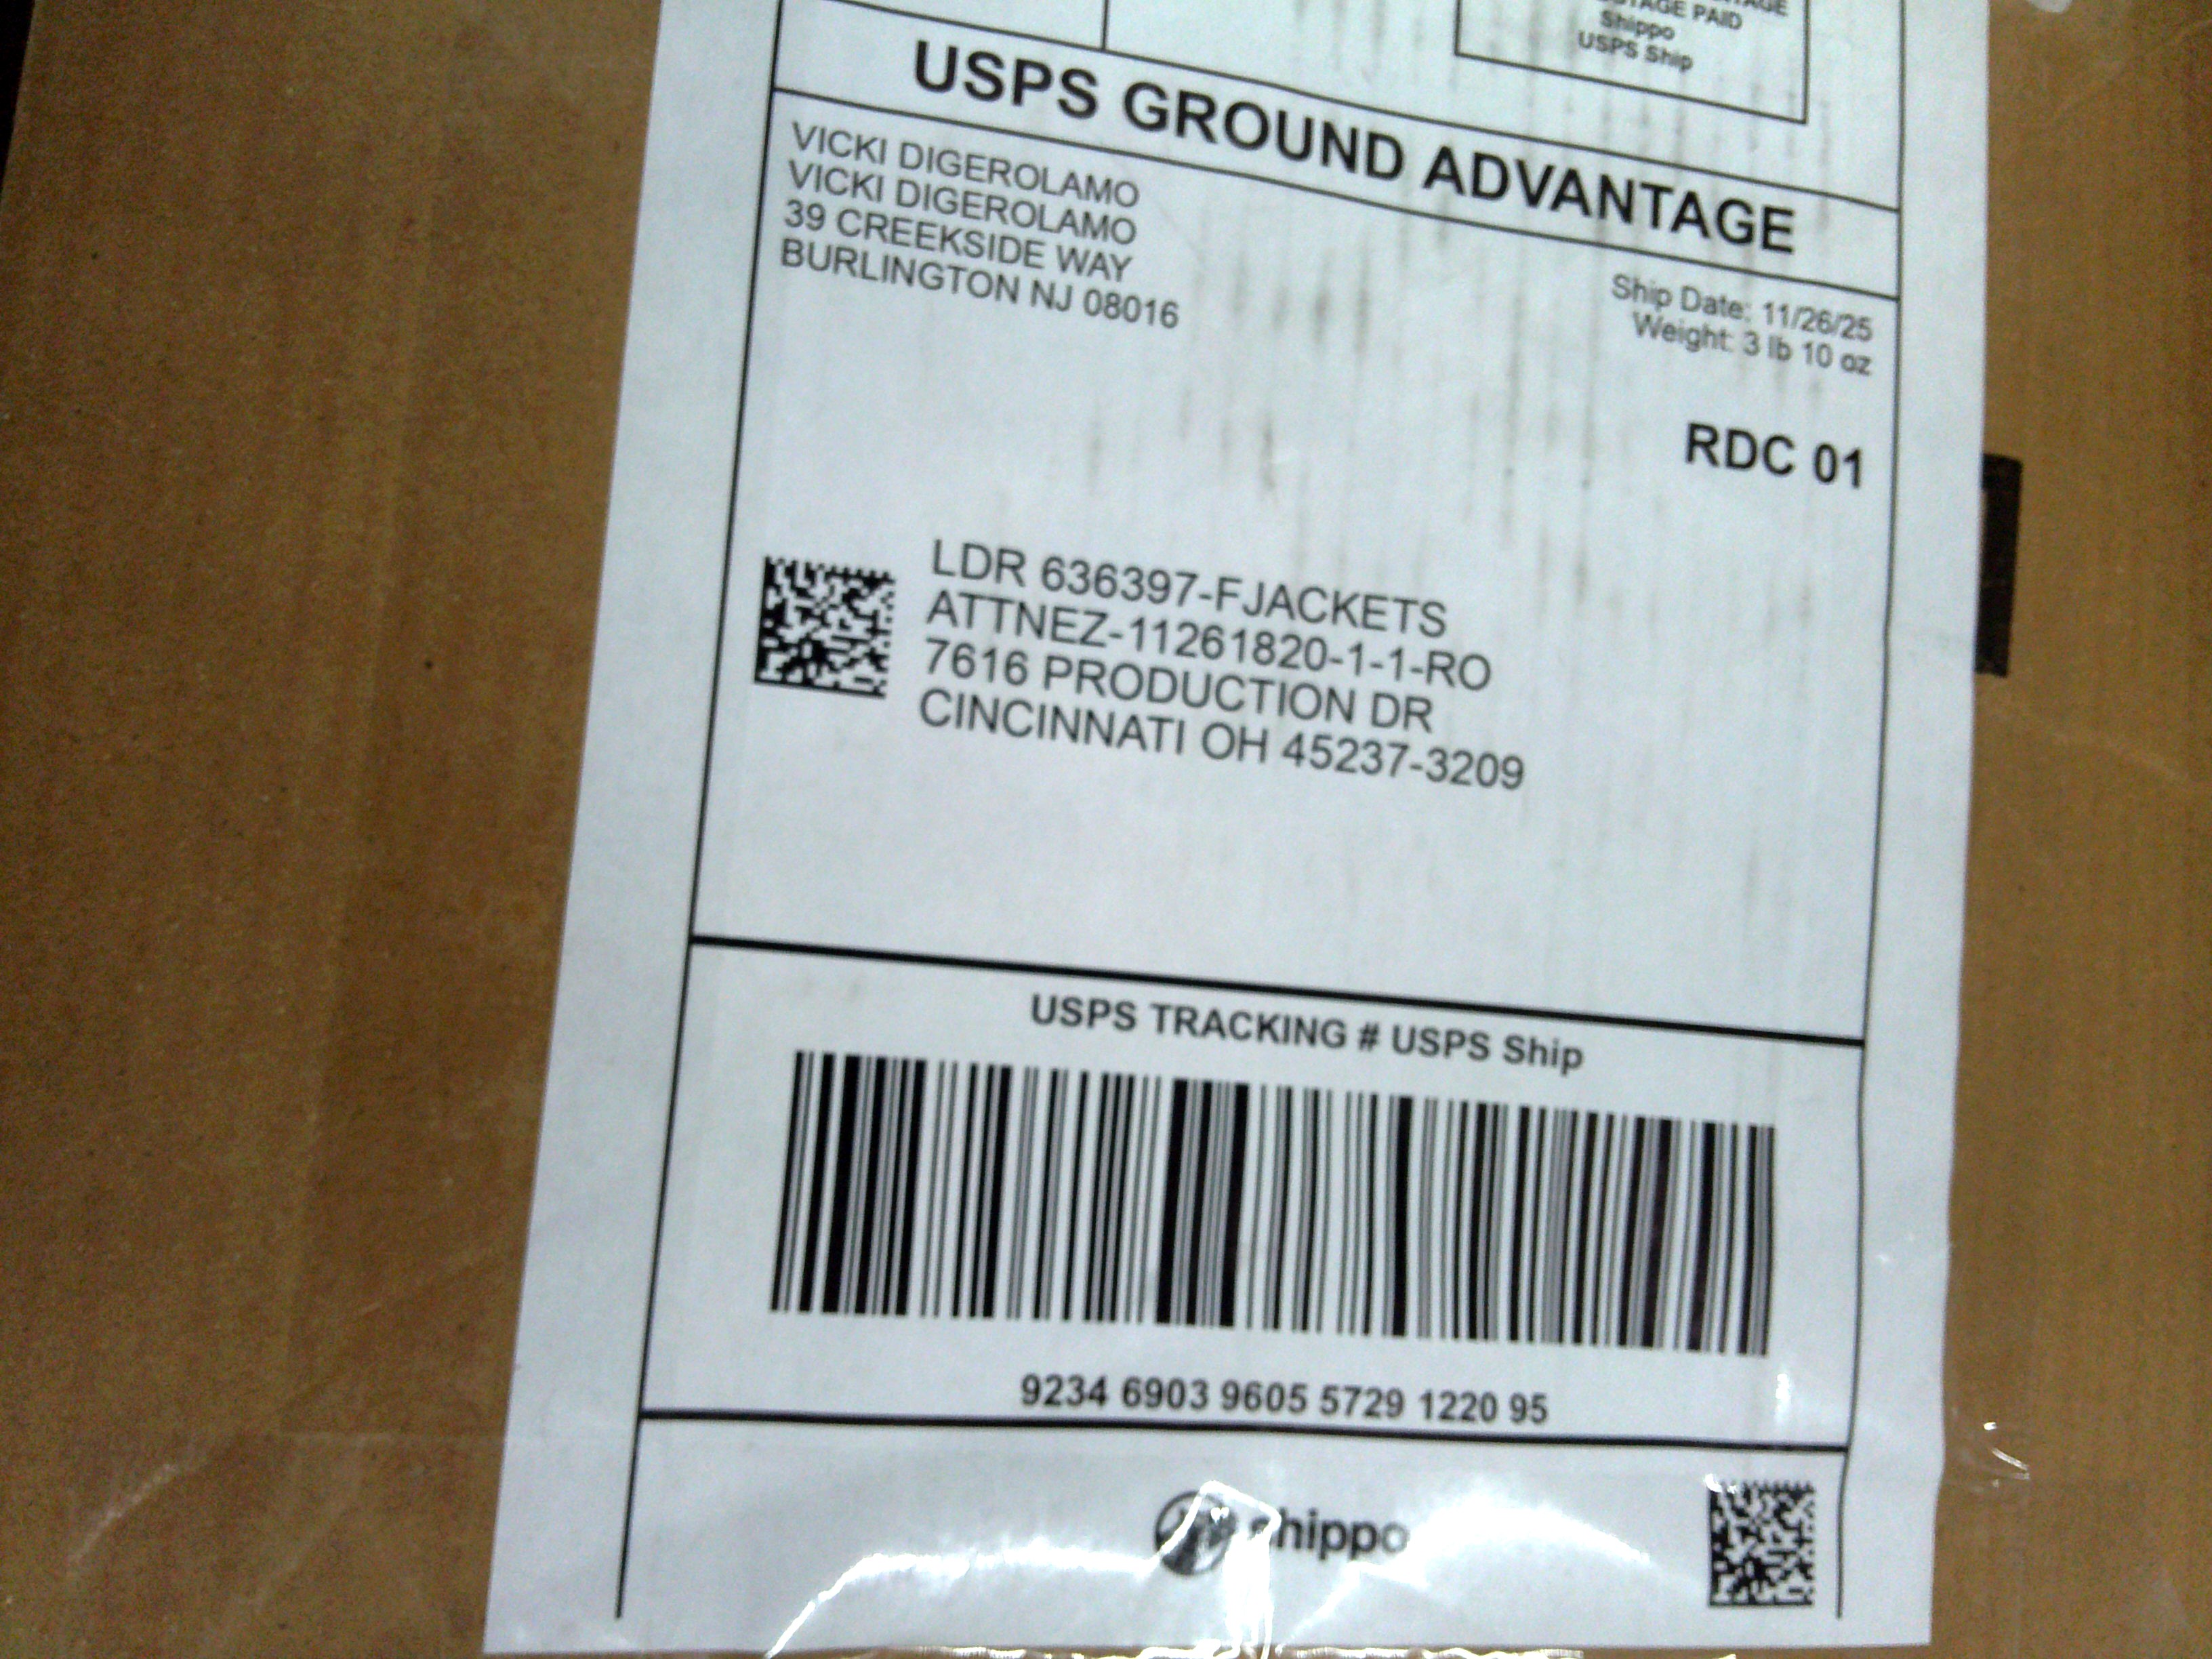 POSTAGE PAID
Shippo
USPS Ship
USPS GROUND ADVANTAGE
VICKI DIGEROLAMO
VICKI DIGEROLAMO
39 CREEKSIDE WAY
BURLINGTON NJ 08016
Ship Date: 11/26/25
Weight: 3 lb 10 oz
RDC 01
LDR 636397-FJACKETS
ATTNEZ-11261820-1-1-RO
7616 PRODUCTION DR
CINCINNATI OH 45237-3209
USPS TRACKING # USPS Ship
9234 6903 9605 5729 1220 95
shippo